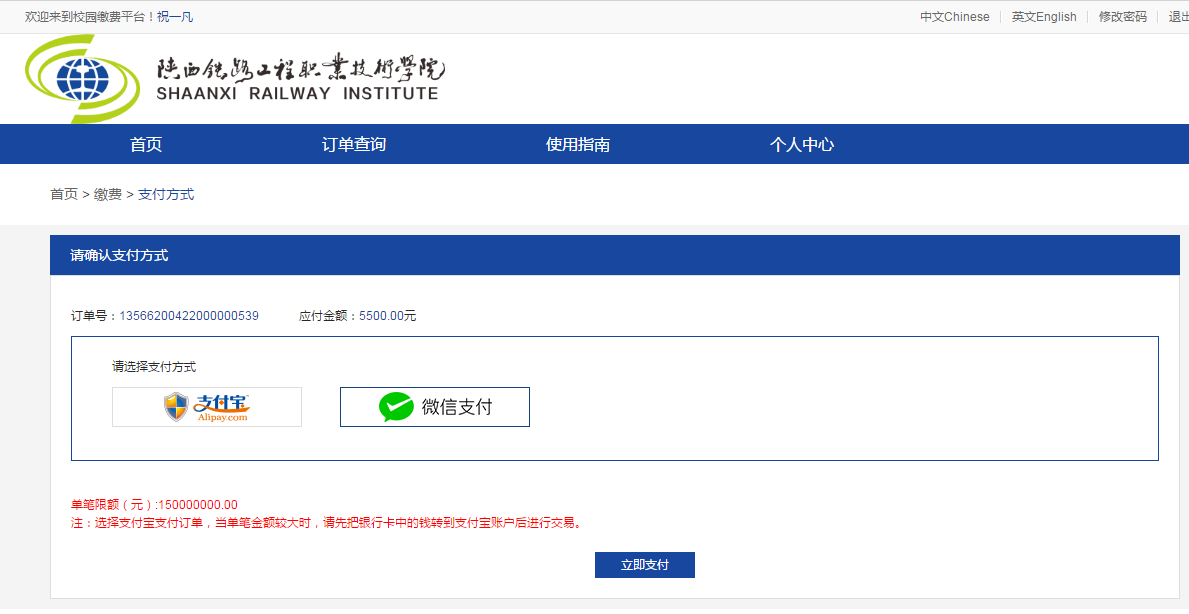 欢迎来到校园缴费平台！祝一凡 中文Chinese 英文English 修改密码 退出
陕西铁路工程职业技術学院
SHAANXI RAILWAY INSTITUTE
首页 订单查询 使用指南 个人中心
首页 > 缴费 > 支付方式
请确认支付方式
订单号：13566200422000000539 应付金额：5500.00元
请选择支付方式
支付宝 微信支付
Alipay.com
单笔限额（元）:150000000.00
注：选择支付宝支付订单，当单笔金额较大时，请先把银行卡中的钱转到支付宝账户后进行交易。
立即支付